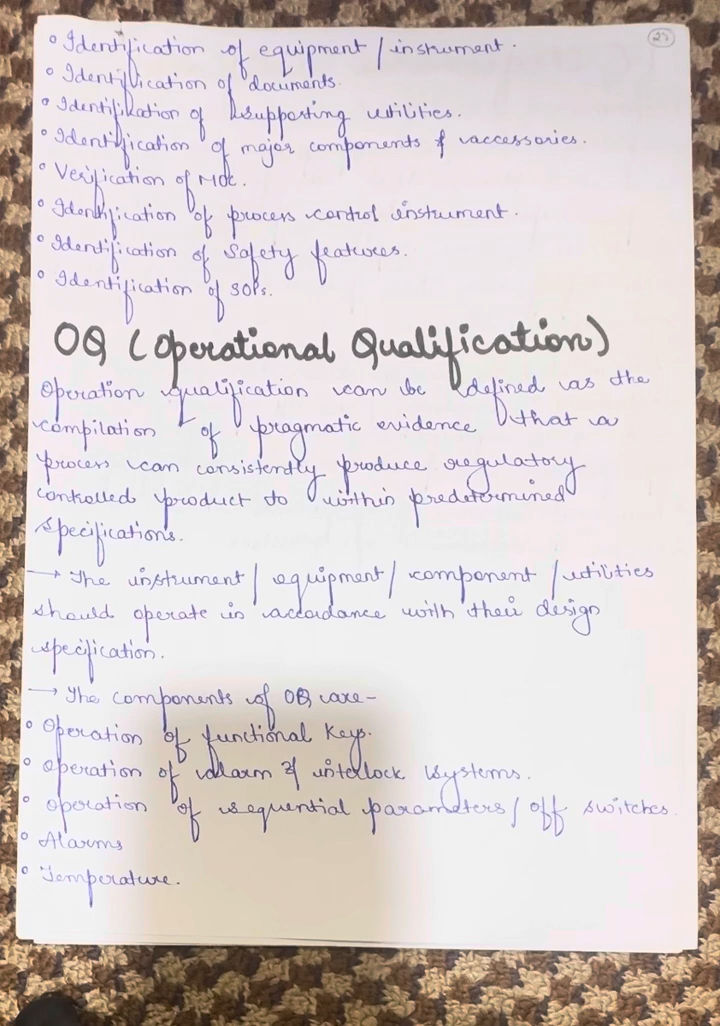 27
• Identification of equipment / instrument.
• Identification of documents.
• Identification of supporting utilities.
• Identification of major components & accessories.
• Verification of MOC.
• Identification of process control instrument.
• Identification of safety features.
• Identification of SOPs.
OQ (Operational Qualification)
Operation qualification can be defined as the
compilation of pragmatic evidence that a
process can consistently produce regulatory
controlled product to within predetermined
specifications.
→ The instrument / equipment / component / utilities
should operate in accordance with their design
specification.
→ The components of OQ are-
• Operation of functional keys.
• operation of alarm & interlock systems.
• operation of sequential parameters / off switches.
• Alarms
• Temperature.